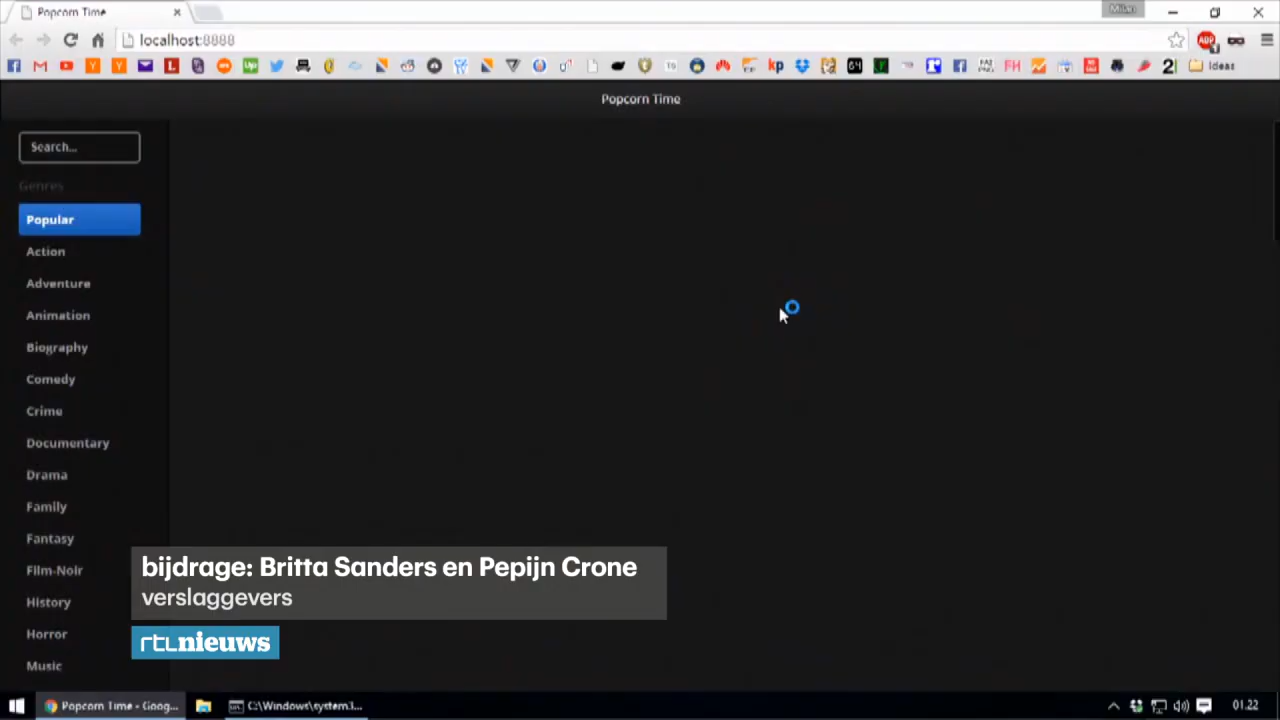 Popcorn Time
Milan
localhost:8888
Ideas
Popcorn Time
Search...
Genres
Popular
Action
Adventure
Animation
Biography
Comedy
Crime
Documentary
Drama
Family
Fantasy
Film-Noir
History
Horror
Music
bijdrage: Britta Sanders en Pepijn Crone
verslaggevers
rtlnieuws
Popcorn Time - Goog...
C:\Windows\system3...
01.22